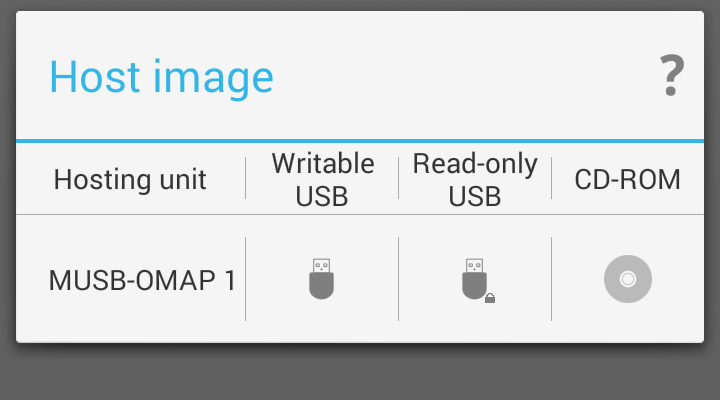 Host image
?
Hosting unit
Writable
USB
Read-only
USB
CD-ROM
MUSB-OMAP 1